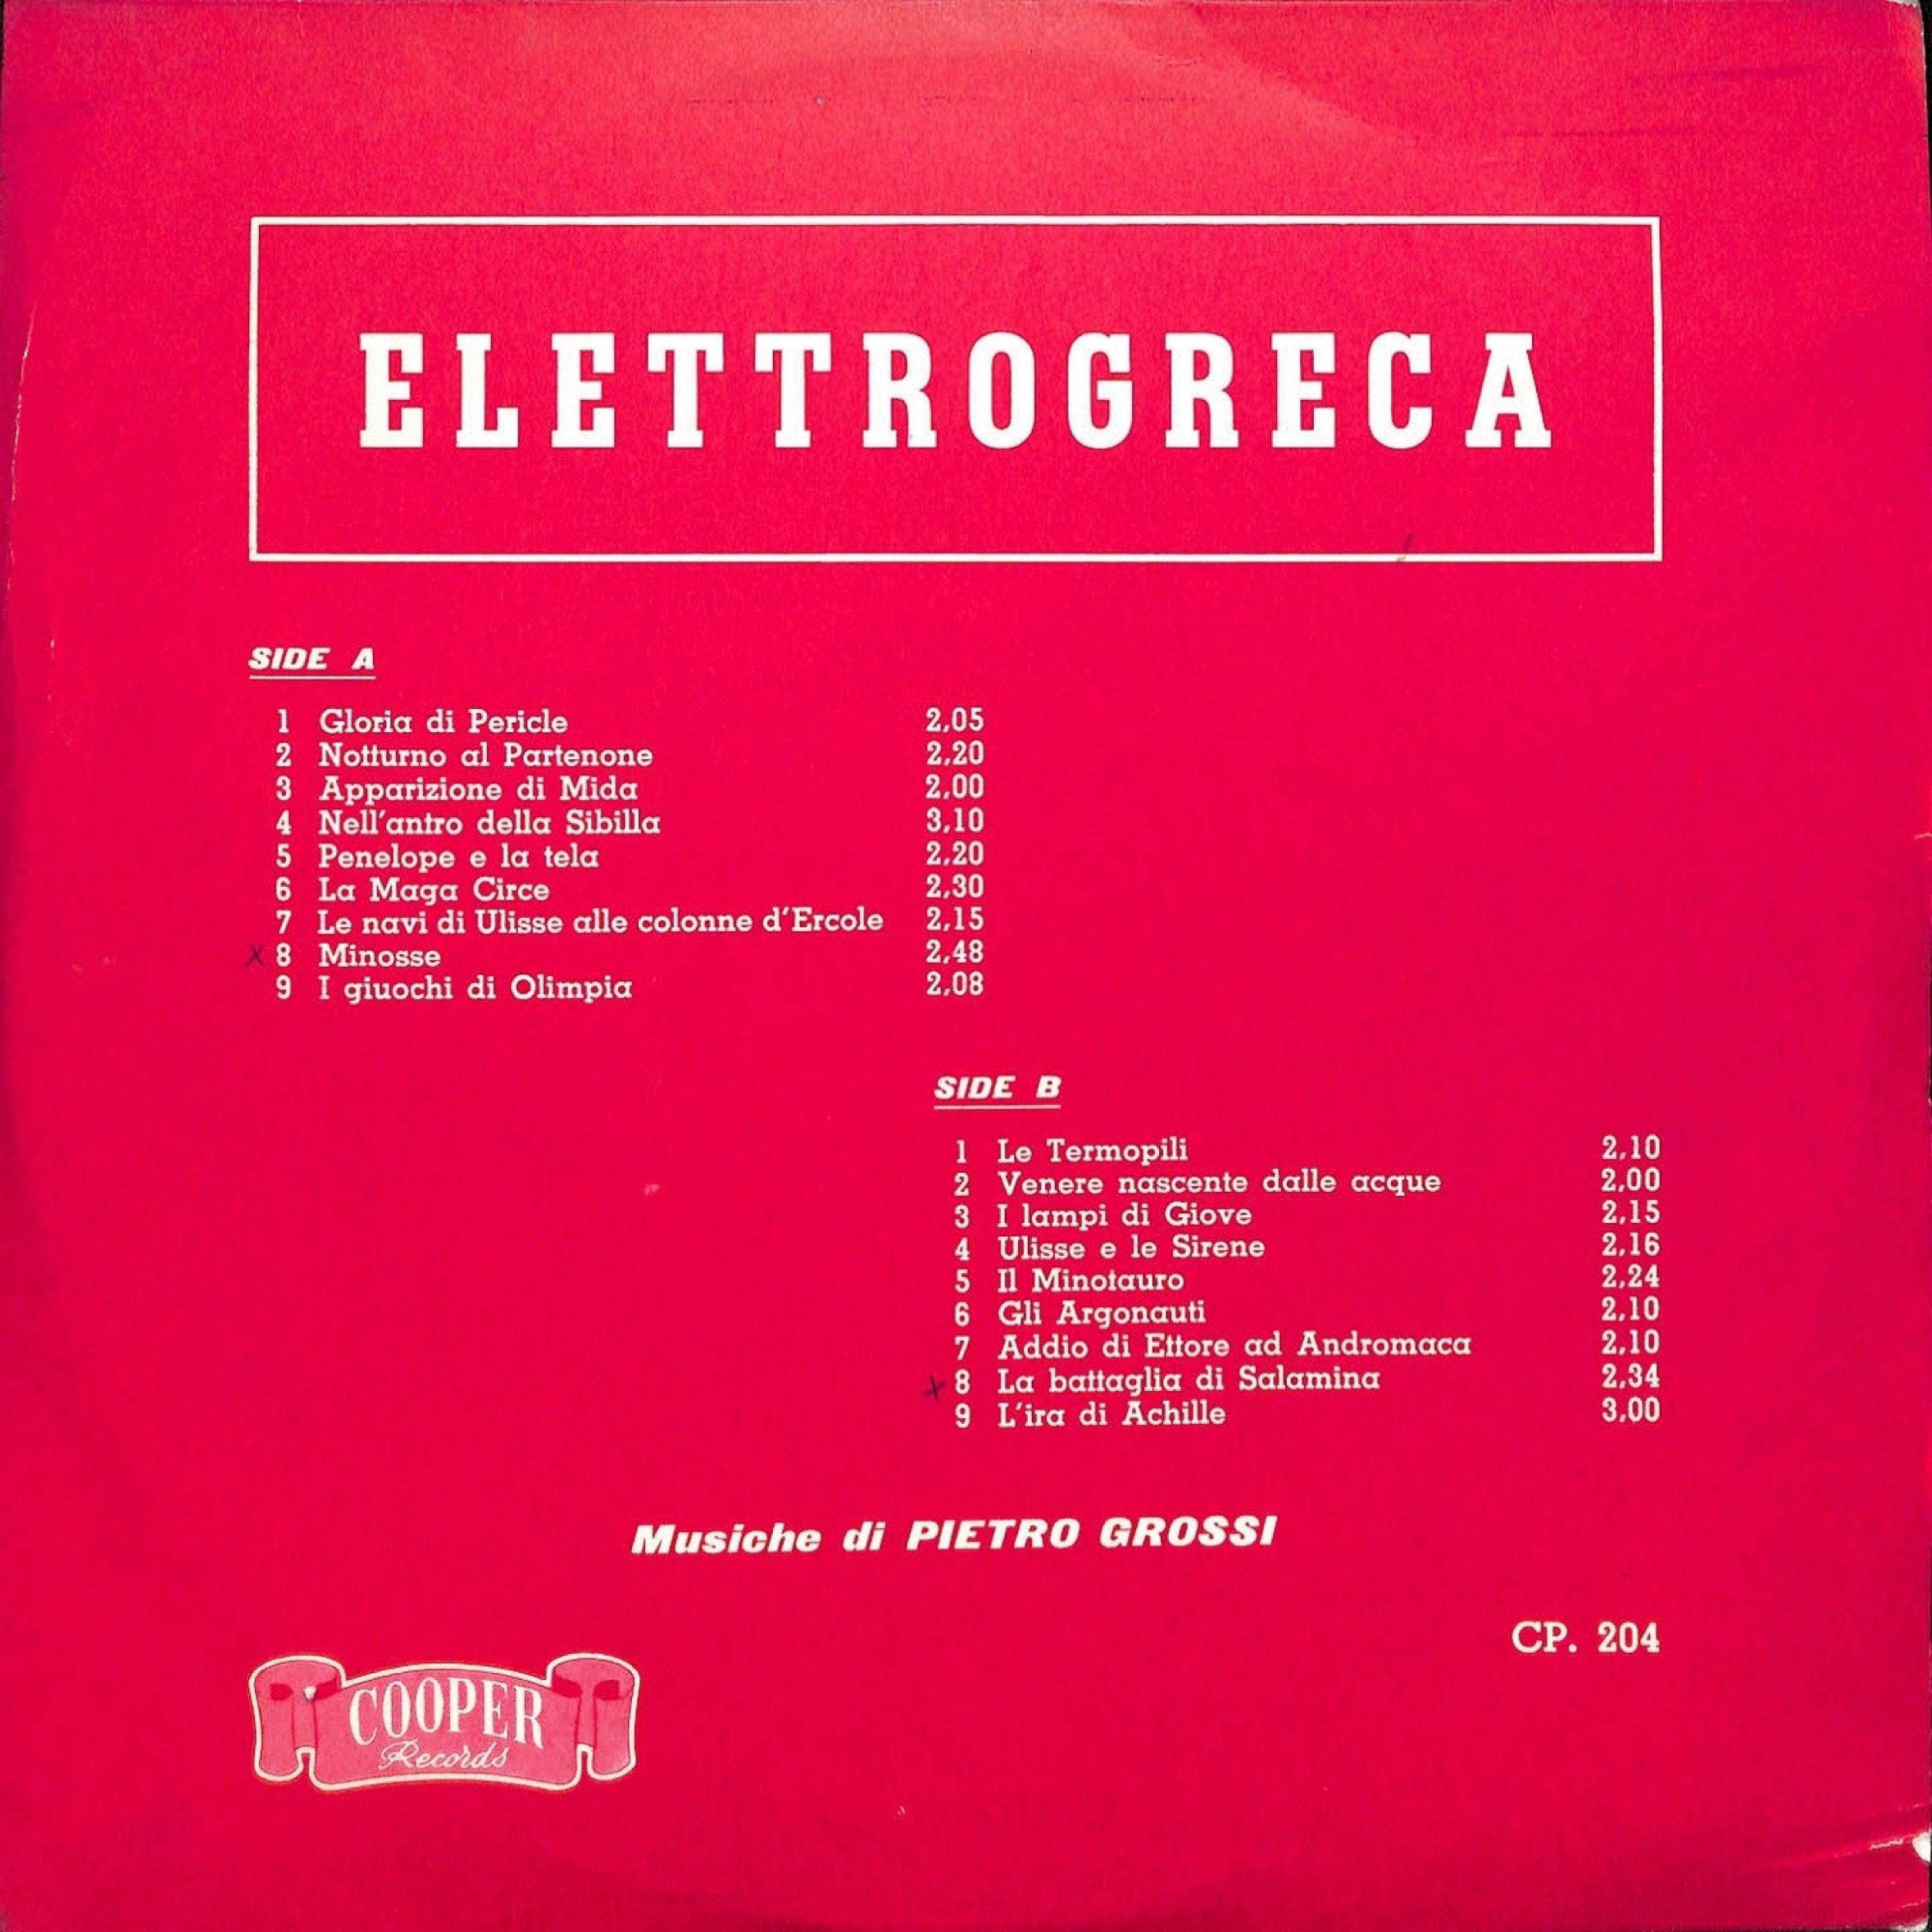 ELETTROGRECA
SIDE A
1 Gloria di Pericle 2,05
2 Notturno al Partenone 2,20
3 Apparizione di Mida 2,00
4 Nell'antro della Sibilla 3,10
5 Penelope e la tela 2,20
6 La Maga Circe 2,30
7 Le navi di Ulisse alle colonne d'Ercole 2,15
x 8 Minosse 2,48
9 I giuochi di Olimpia 2,08
SIDE B
1 Le Termopili 2,10
2 Venere nascente dalle acque 2,00
3 I lampi di Giove 2,15
4 Ulisse e le Sirene 2,16
5 Il Minotauro 2,24
6 Gli Argonauti 2,10
7 Addio di Ettore ad Andromaca 2,10
x 8 La battaglia di Salamina 2,34
9 L'ira di Achille 3,00
Musiche di PIETRO GROSSI
CP. 204
COOPER
Records